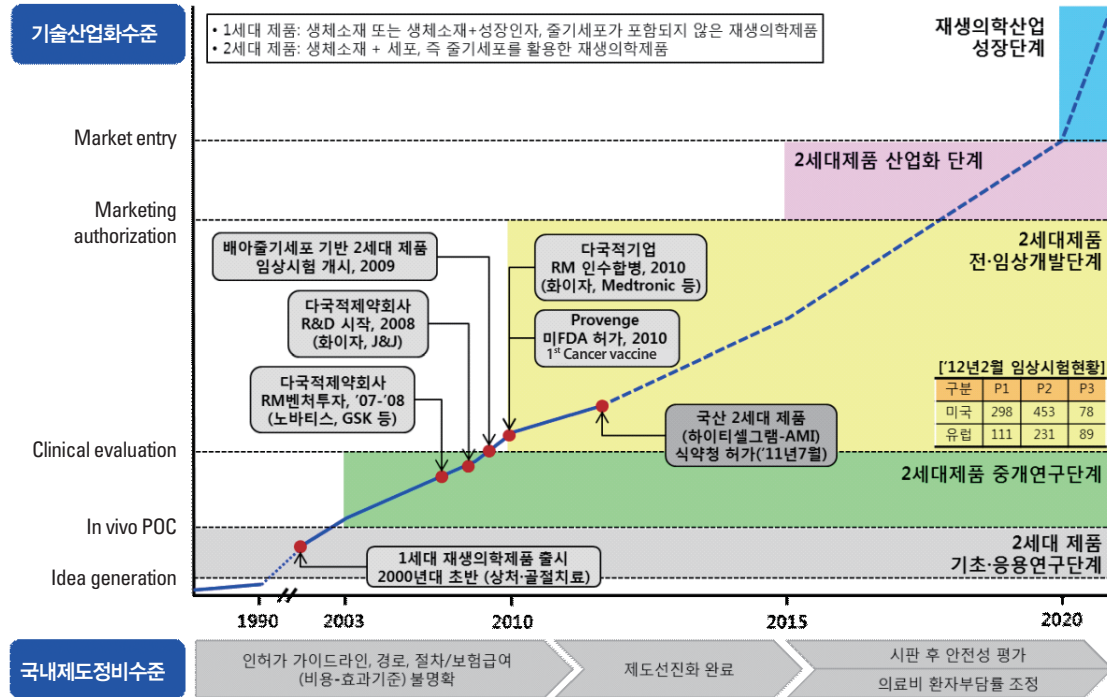 기술산업화수준
• 1세대 제품: 생체소재 또는 생체소재+성장인자, 줄기세포가 포함되지 않은 재생의학제품
• 2세대 제품: 생체소재 + 세포, 즉 줄기세포를 활용한 재생의학제품
재생의학산업
성장단계
Market entry
2세대제품 산업화 단계
Marketing
authorization
2세대제품
전·임상개발단계
배아줄기세포 기반 2세대 제품
임상시험 개시, 2009
다국적기업
RM 인수합병, 2010
(화이자, Medtronic 등)
다국적제약회사
R&D 시작, 2008
(화이자, J&J)
Provenge
미FDA 허가, 2010
1st Cancer vaccine
다국적제약회사
RM벤처투자, '07-'08
(노바티스, GSK 등)
['12년2월 임상시험현황]
구분 P1 P2 P3
미국 298 453 78
유럽 111 231 89
국산 2세대 제품
(하이티셀그램-AMI)
식약청 허가('11년7월)
Clinical evaluation
2세대제품 중개연구단계
In vivo POC
2세대 제품
기초·응용연구단계
1세대 재생의학제품 출시
2000년대 초반 (상처·골절치료)
Idea generation
1990 2003 2010 2015 2020
국내제도정비수준
인허가 가이드라인, 경로, 절차/보험급여
(비용-효과기준) 불명확
제도선진화 완료
시판 후 안전성 평가
의료비 환자부담률 조정